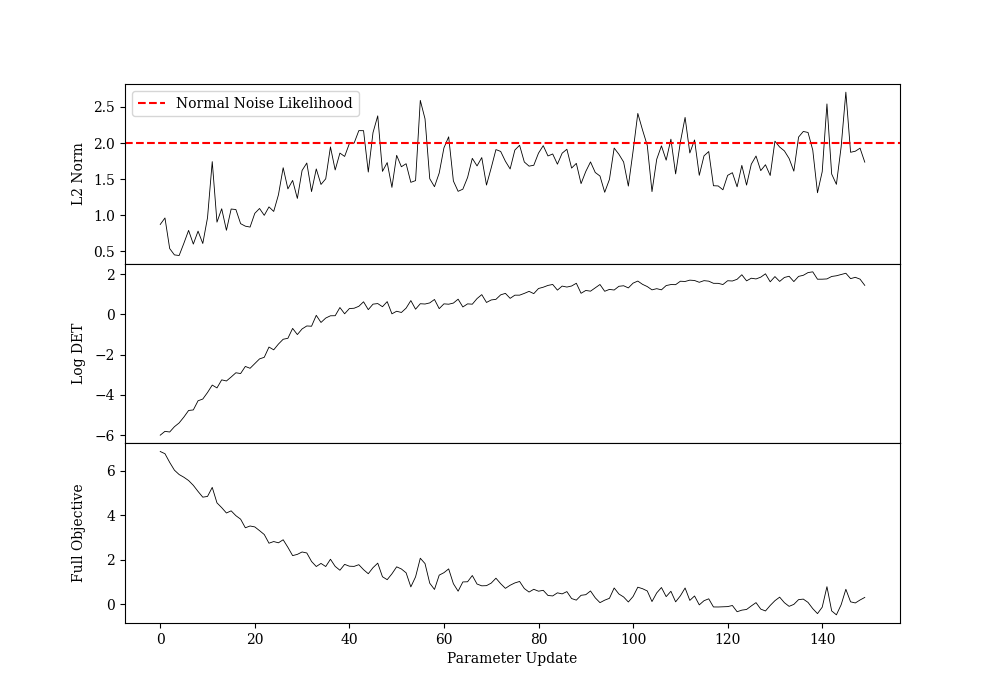 Normal Noise Likelihood
2.5
2.0
1.5
1.0
0.5
L2 Norm
2
0
−2
−4
−6
Log DET
6
4
2
0
Full Objective
0 20 40 60 80 100 120 140
Parameter Update